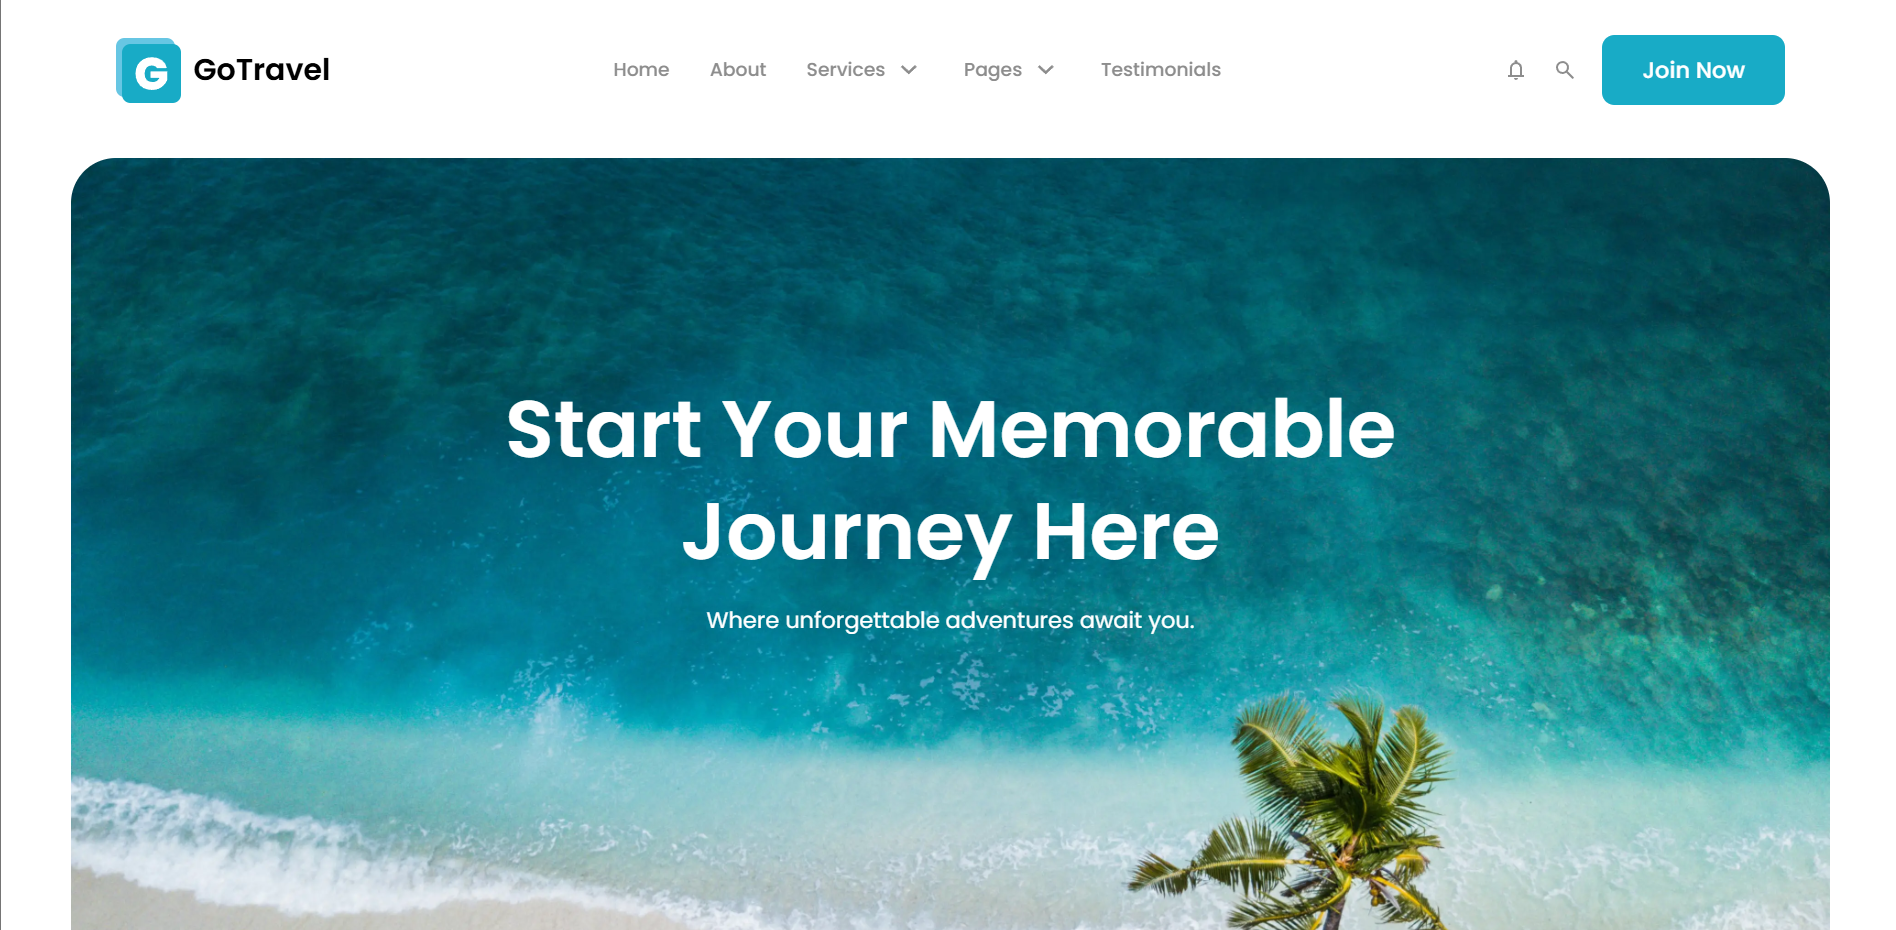 G GoTravel
Home About Services Pages Testimonials
Join Now
Start Your Memorable
Journey Here
Where unforgettable adventures await you.